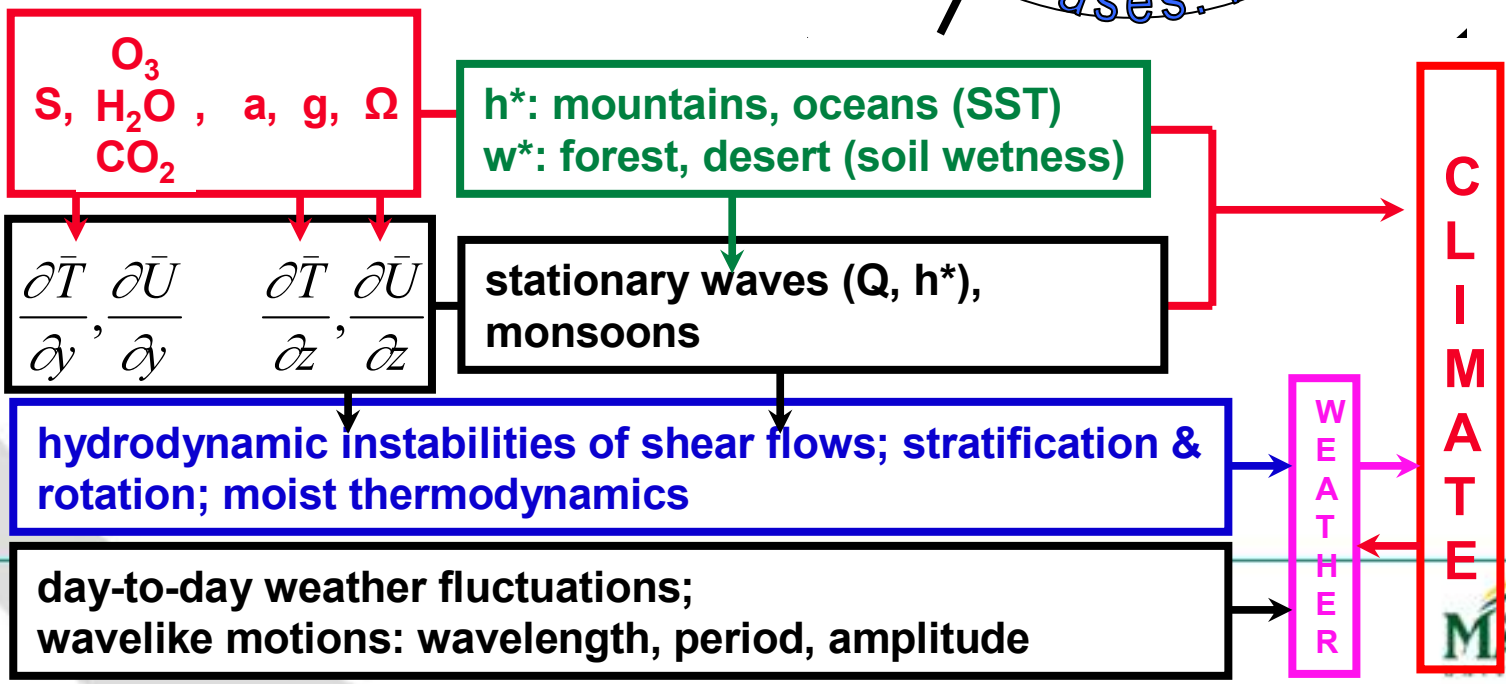 ases.
O₃
S, H₂O , a, g, Ω
CO₂
h*: mountains, oceans (SST)
w*: forest, desert (soil wetness)
∂T̄/∂y, ∂Ū/∂y ∂T̄/∂z, ∂Ū/∂z
stationary waves (Q, h*),
monsoons
hydrodynamic instabilities of shear flows; stratification &
rotation; moist thermodynamics
day-to-day weather fluctuations;
wavelike motions: wavelength, period, amplitude
WEATHER
CLIMATE